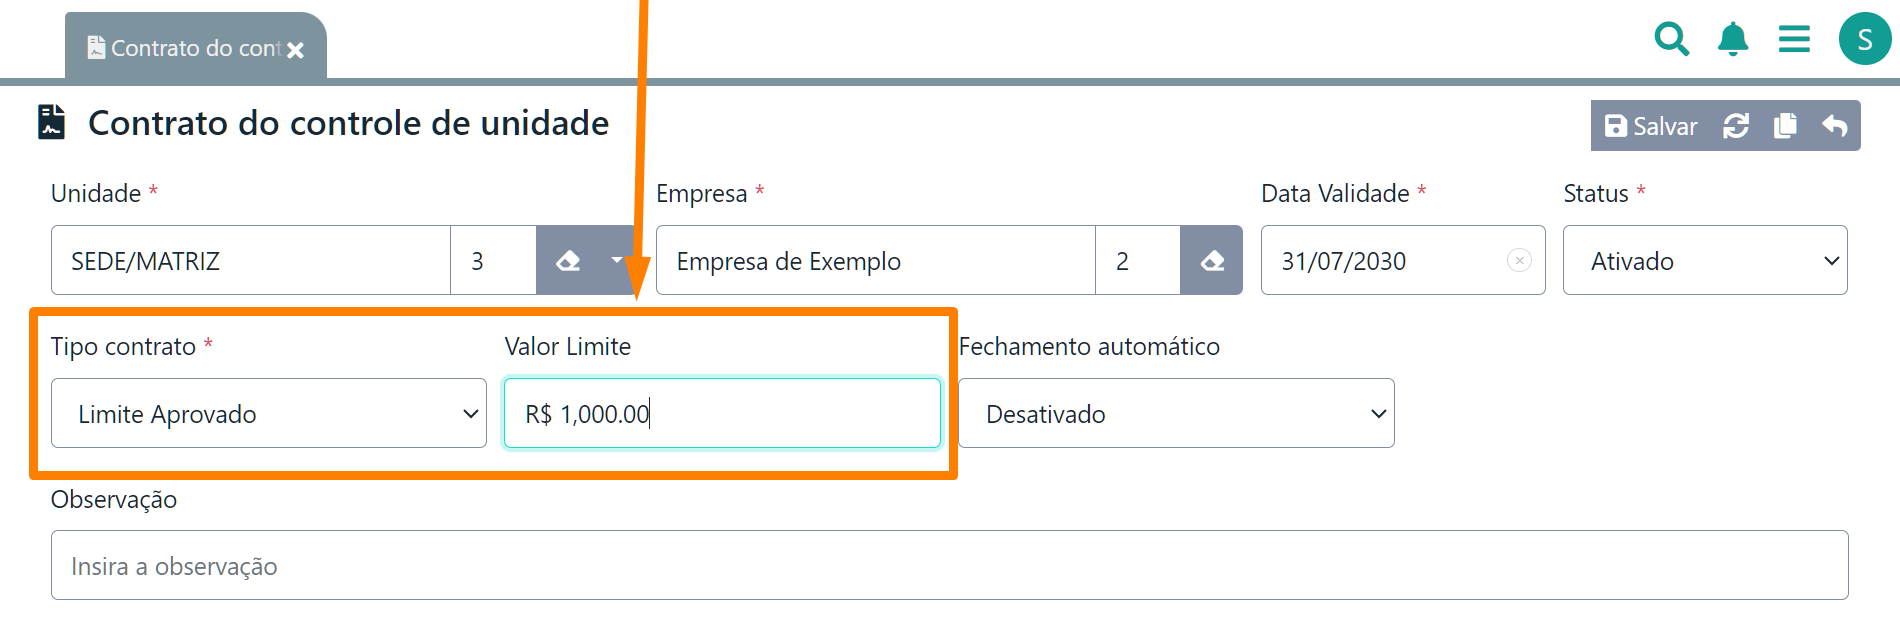 Contrato do cont
S
Contrato do controle de unidade
Salvar
Unidade *
Empresa *
Data Validade *
Status *
SEDE/MATRIZ
3
Empresa de Exemplo
2
31/07/2030
Ativado
Tipo contrato *
Valor Limite
Fechamento automático
Limite Aprovado
R$ 1,000.00
Desativado
Observação
Insira a observação